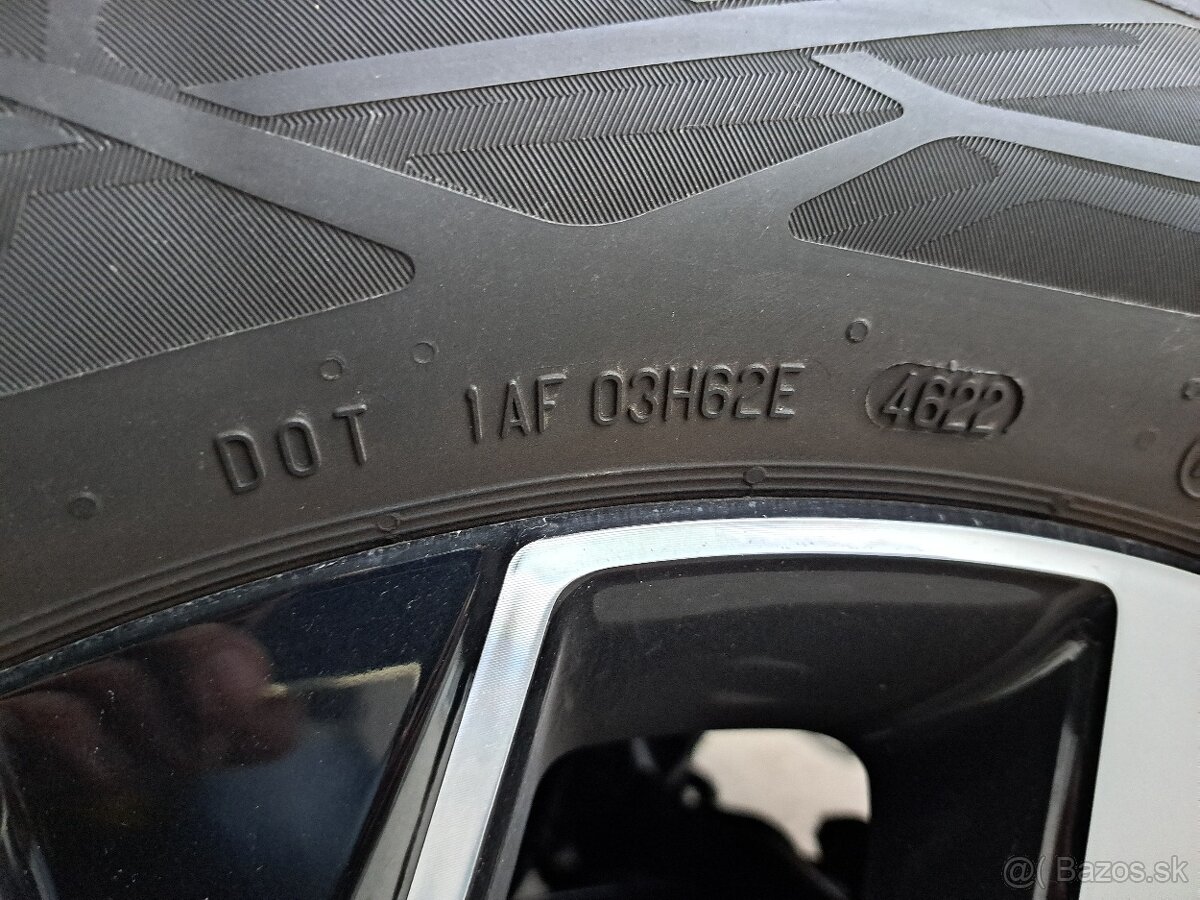 DOT 1AF 03H62E 4622
@( Bazos.sk